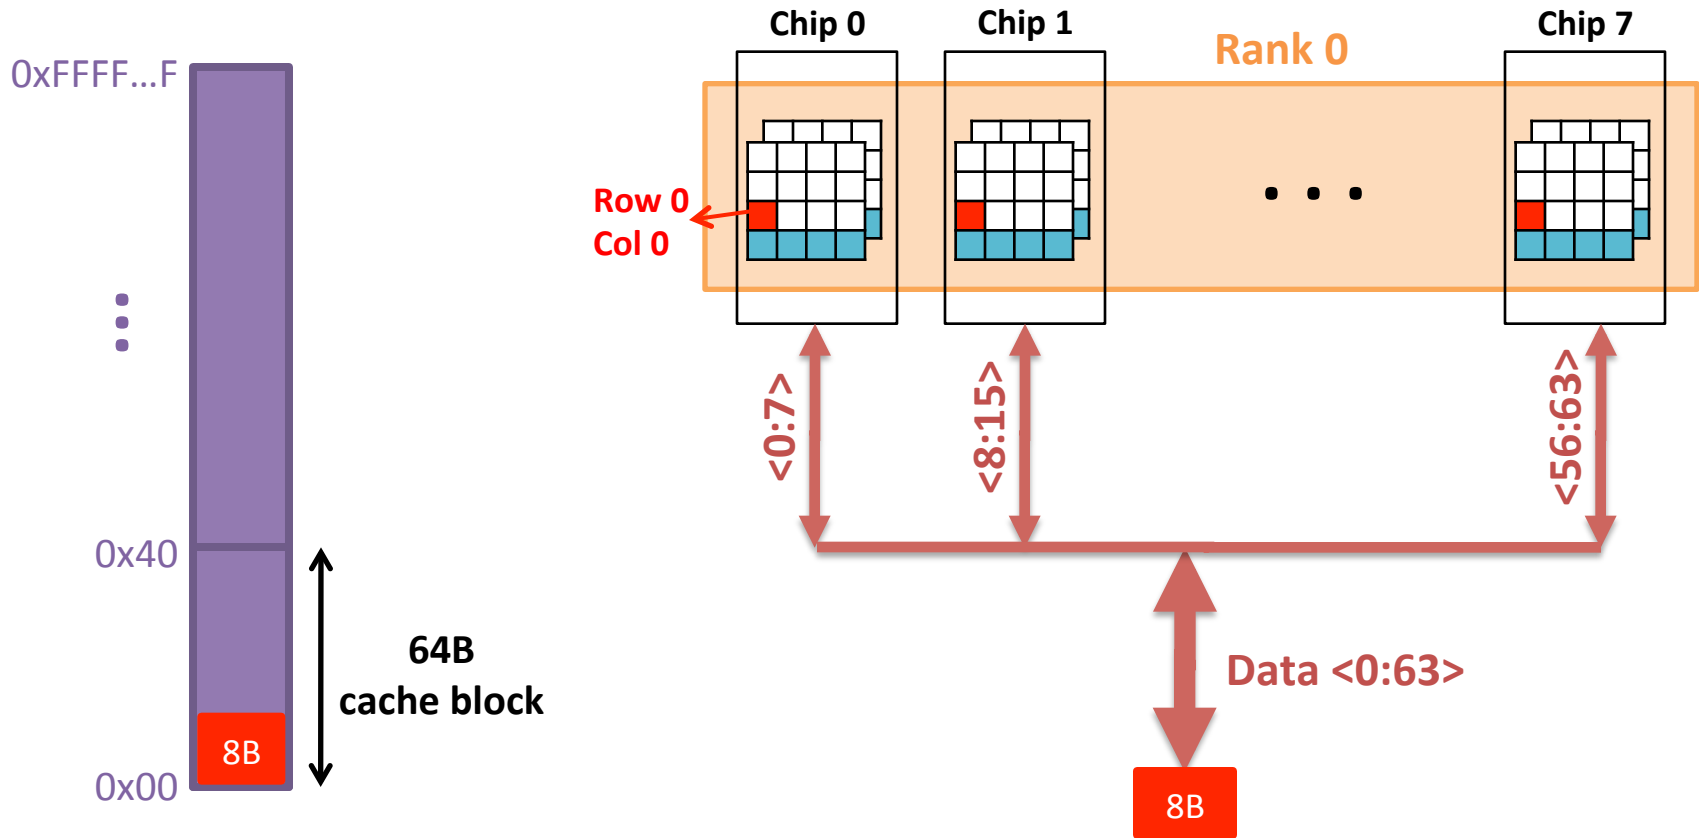 0xFFFF...F
0x40
0x00
8B
64B
cache block
Chip 0
Chip 1
Chip 7
Rank 0
Row 0
Col 0
<0:7>
<8:15>
<56:63>
Data <0:63>
8B